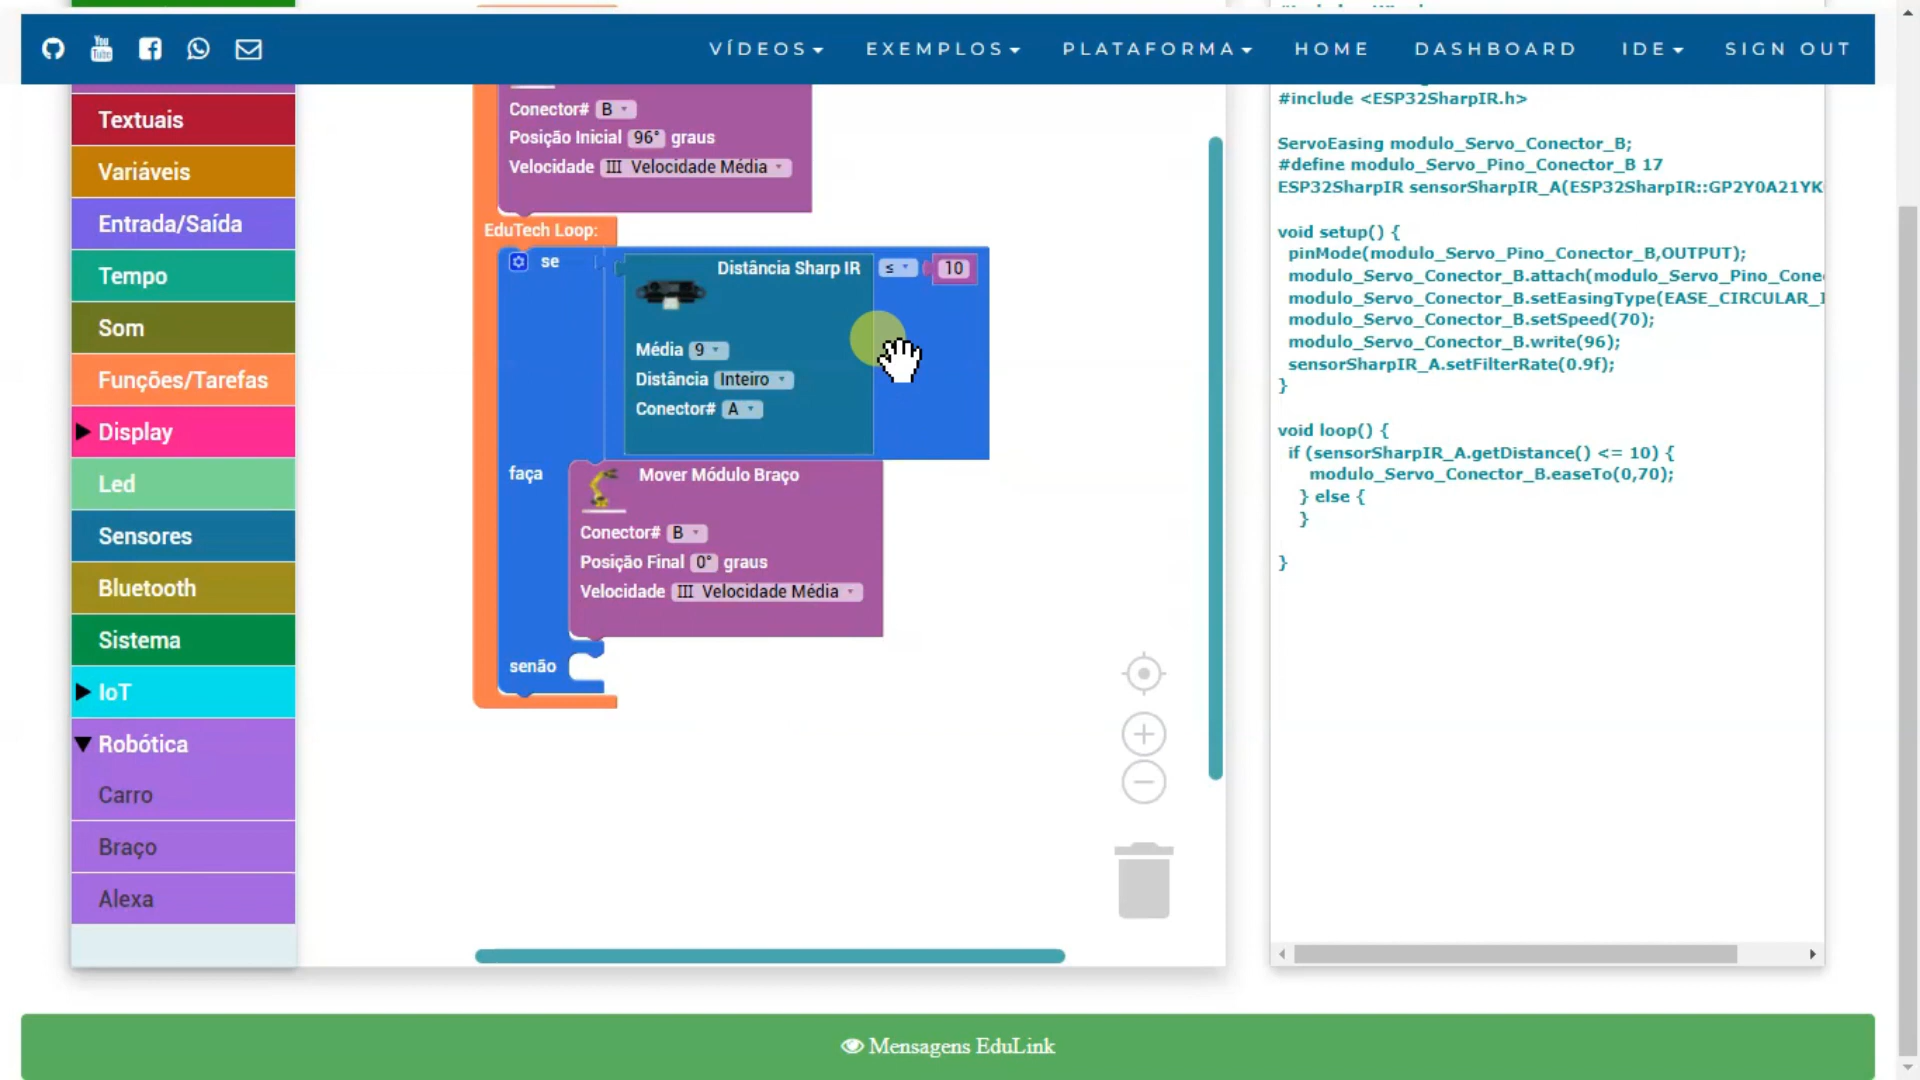 VÍDEOS
EXEMPLOS
PLATAFORMA
HOME
DASHBOARD
IDE
SIGN OUT
Textuais
Variáveis
Entrada/Saída
Tempo
Som
Funções/Tarefas
Display
Led
Sensores
Bluetooth
Sistema
IoT
Robótica
Carro
Braço
Alexa
Conector# B
Posição Inicial 96° graus
Velocidade III Velocidade Média
EduTech Loop:
se
Distância Sharp IR ≤ 10
Média 9
Distância Inteiro
Conector# A
faça
Mover Módulo Braço
Conector# B
Posição Final 0° graus
Velocidade III Velocidade Média
senão
#include <ESP32SharpIR.h>
ServoEasing modulo_Servo_Conector_B;
#define modulo_Servo_Pino_Conector_B 17
ESP32SharpIR sensorSharpIR_A(ESP32SharpIR::GP2Y0A21YK
void setup() {
pinMode(modulo_Servo_Pino_Conector_B,OUTPUT);
modulo_Servo_Conector_B.attach(modulo_Servo_Pino_Cone
modulo_Servo_Conector_B.setEasingType(EASE_CIRCULAR_I
modulo_Servo_Conector_B.setSpeed(70);
modulo_Servo_Conector_B.write(96);
sensorSharpIR_A.setFilterRate(0.9f);
}
void loop() {
if (sensorSharpIR_A.getDistance() <= 10) {
modulo_Servo_Conector_B.easeTo(0,70);
} else {
}
}
Mensagens EduLink